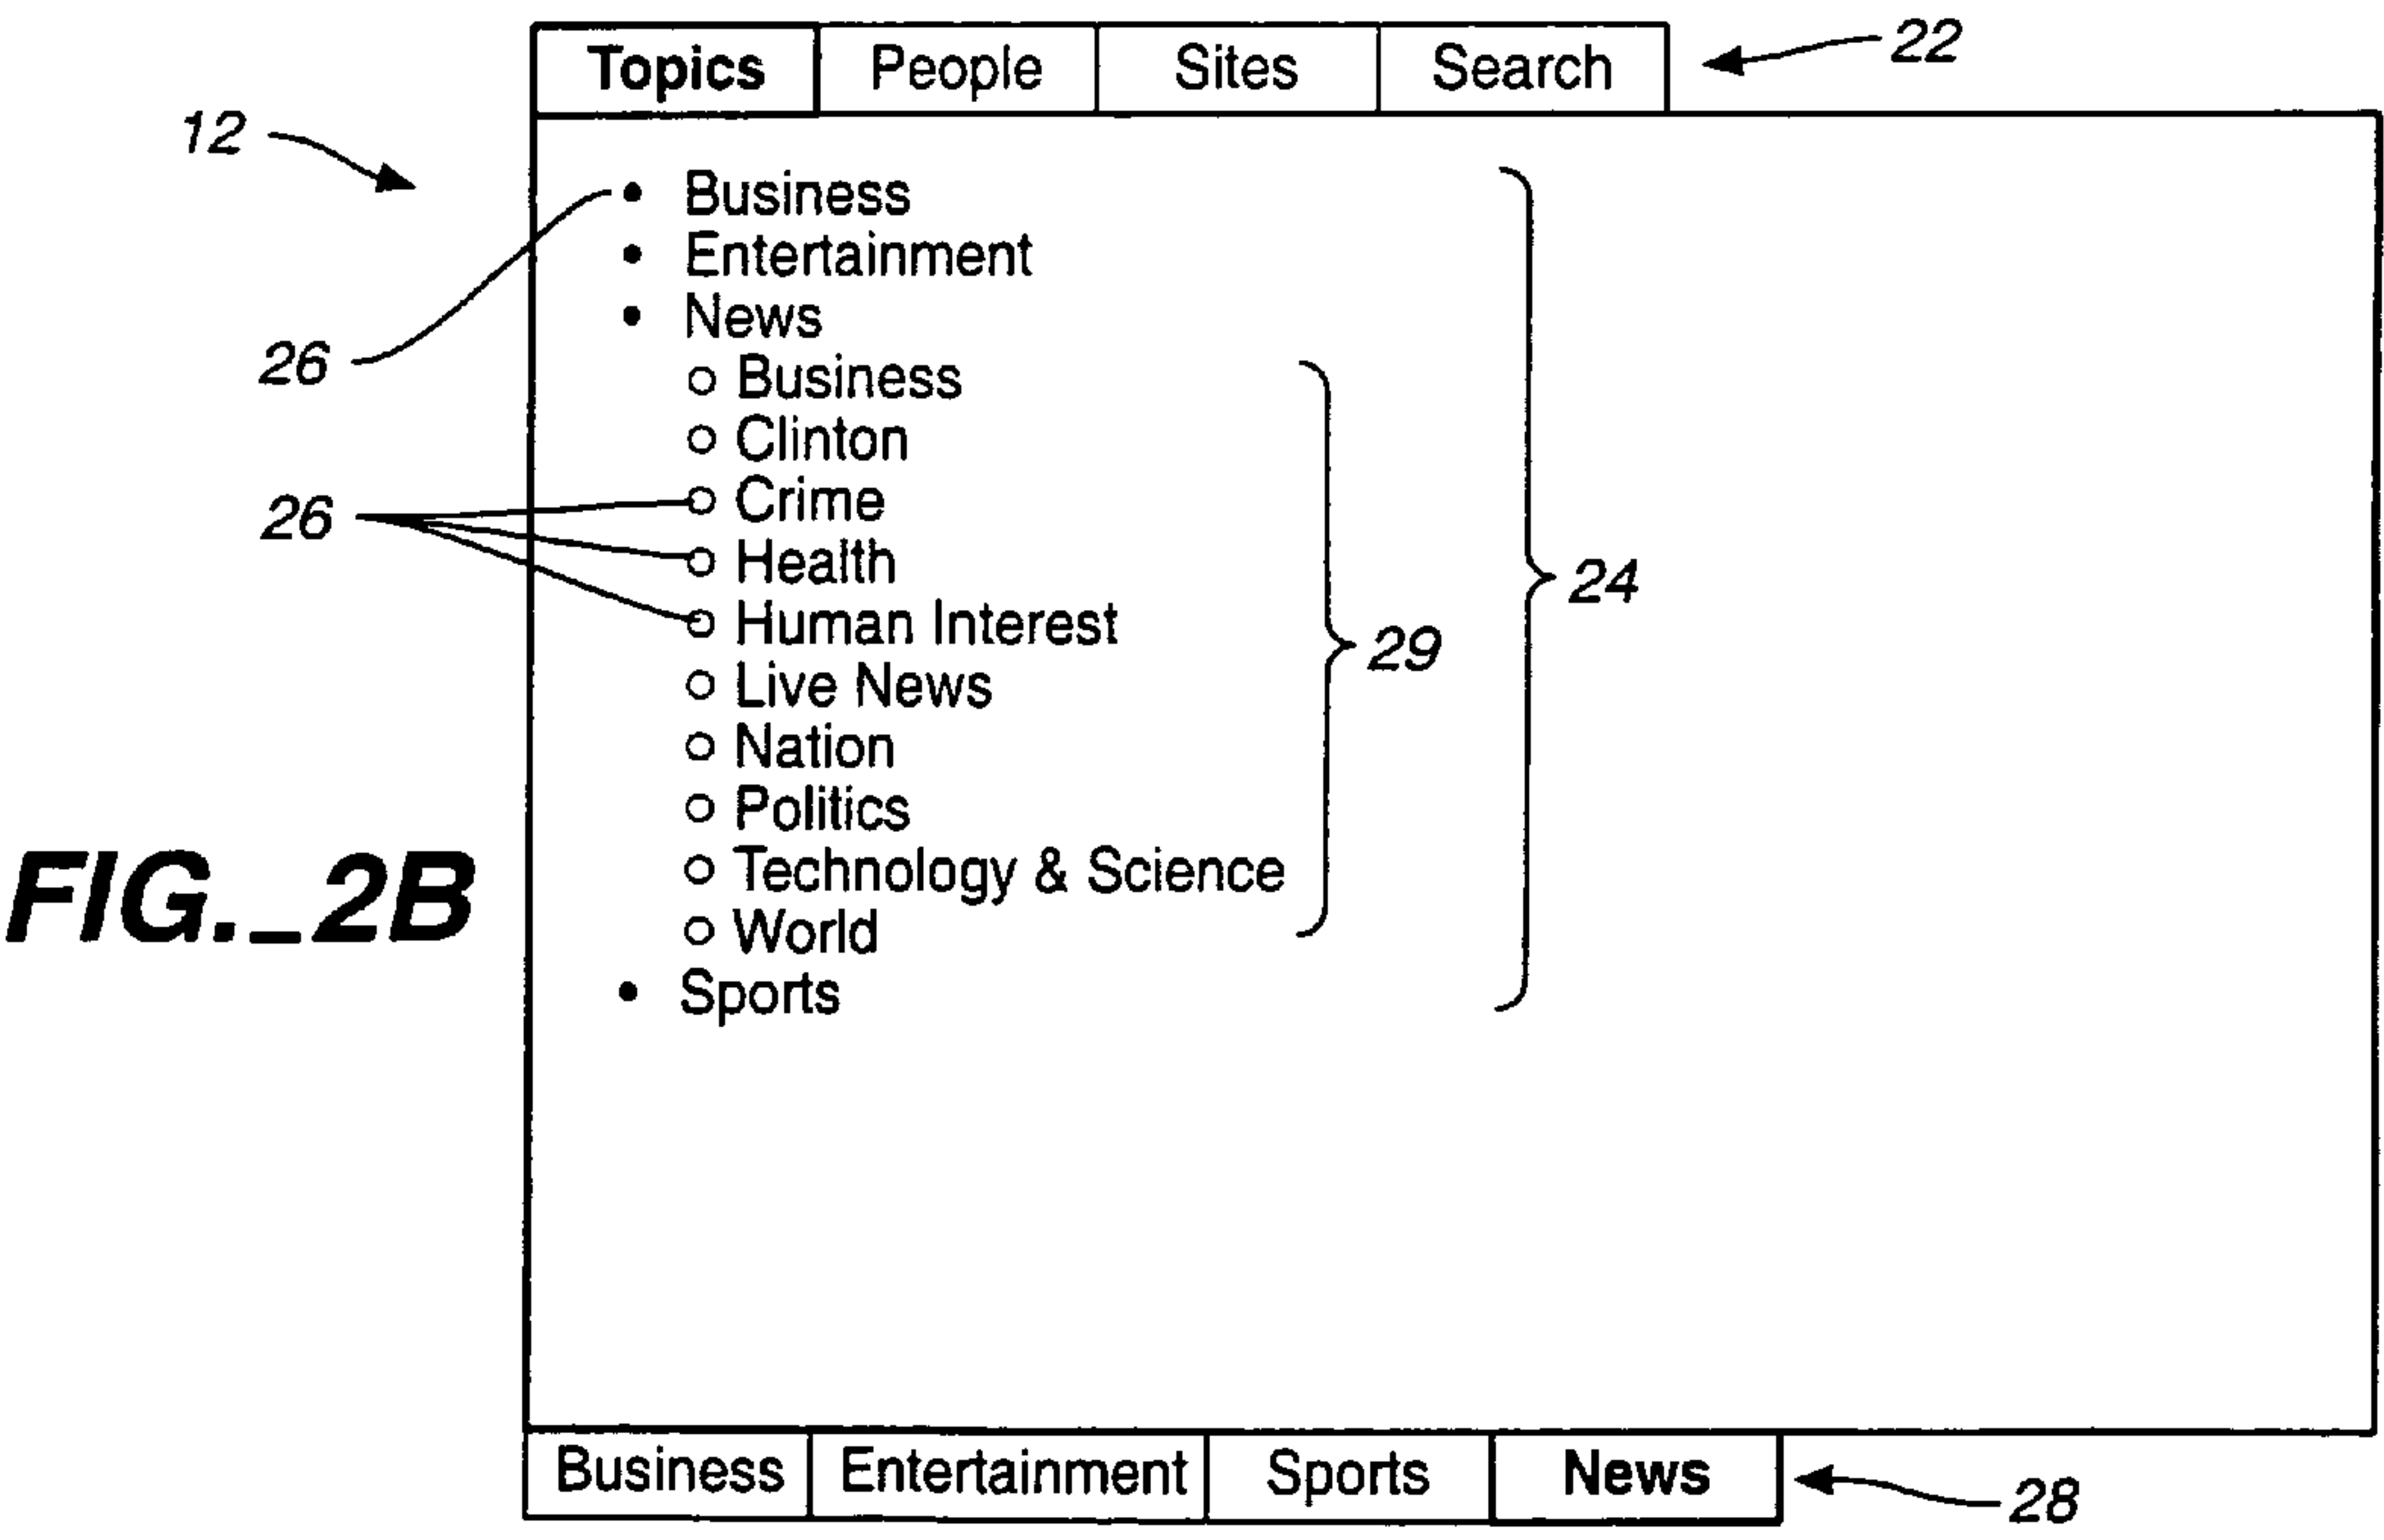 Topics People Sites Search
22
12
• Business
• Entertainment
• News
26
○ Business
○ Clinton
○ Crime
26
○ Health
○ Human Interest
24
29
○ Live News
○ Nation
○ Politics
○ Technology & Science
FIG._2B
○ World
• Sports
Business Entertainment Sports News
28